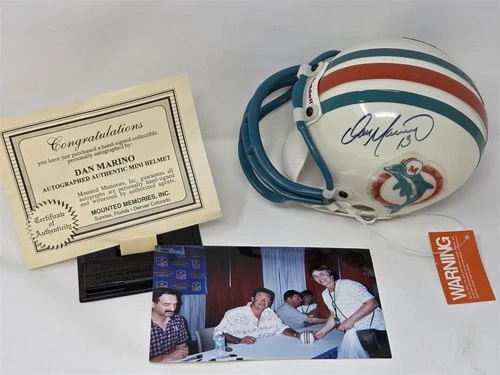 Congratulations
you have just purchased a hand-signed collectible,
personally autographed by:
DAN MARINO
AUTOGRAPHED AUTHENTIC MINI HELMET
Mounted Memories, Inc. guarantees all
autographs are personally hand-signed
and witnessed by authorized agents.
MOUNTED MEMORIES, INC.
Sunrise, Florida - Denver, Colorado
Certificate of
Authenticity
Riddell
Dan Marino
13
WARNING